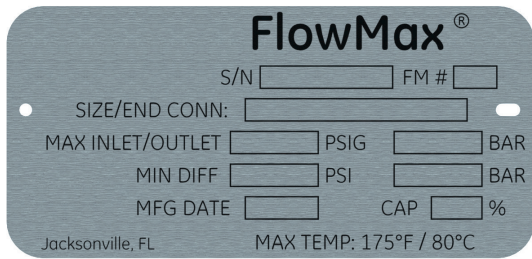 FlowMax®
S/N FM #
SIZE/END CONN:
MAX INLET/OUTLET PSIG BAR
MIN DIFF PSI BAR
MFG DATE CAP %
Jacksonville, FL MAX TEMP: 175°F / 80°C